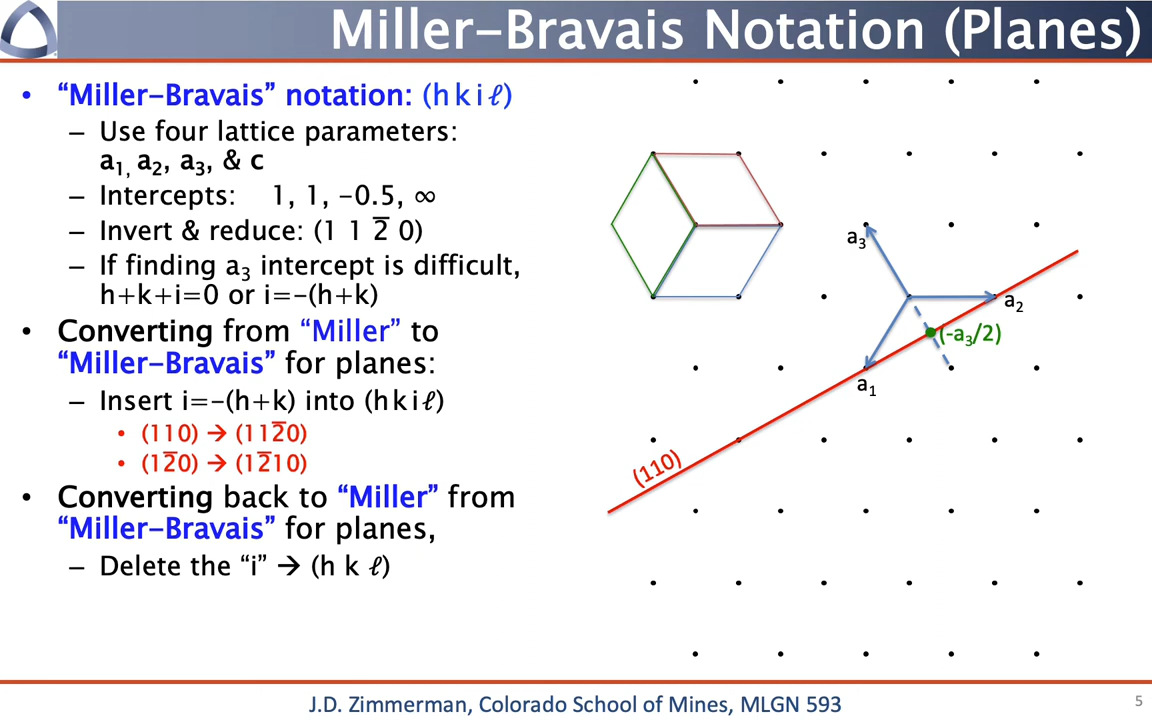 Miller–Bravais Notation (Planes)
• “Miller–Bravais” notation: (h k i ℓ)
– Use four lattice parameters:
a₁, a₂, a₃, & c
– Intercepts: 1, 1, –0.5, ∞
– Invert & reduce: (1 1 2̅ 0)
– If finding a₃ intercept is difficult,
h+k+i=0 or i=–(h+k)
• Converting from “Miller” to
“Miller–Bravais” for planes:
– Insert i=–(h+k) into (h k i ℓ)
• (110) → (112̅0)
• (12̅0) → (12̅10)
• Converting back to “Miller” from
“Miller–Bravais” for planes,
– Delete the “i” → (h k ℓ)
a₃
a₂
(-a₃/2)
a₁
(110)
J.D. Zimmerman, Colorado School of Mines, MLGN 593
5